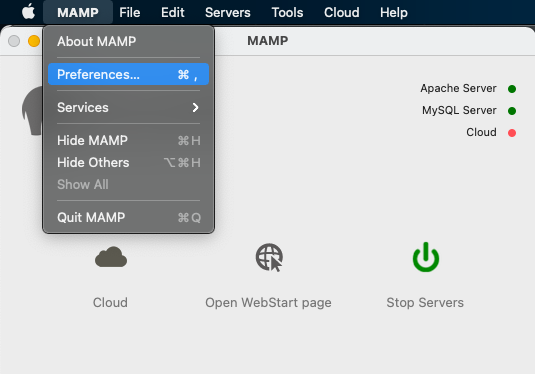 MAMP File Edit Servers Tools Cloud Help
MAMP
About MAMP
Preferences... ⌘ ,
Services
Hide MAMP ⌘H
Hide Others ⌥⌘H
Show All
Quit MAMP ⌘Q
Apache Server
MySQL Server
Cloud
Cloud
Open WebStart page
Stop Servers